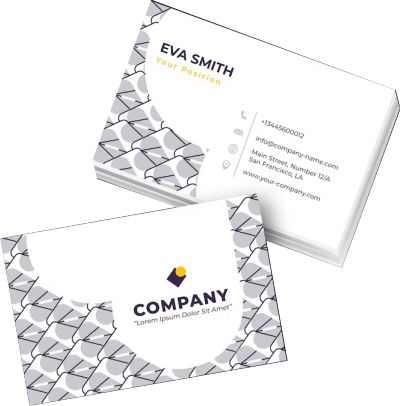 EVA SMITH
Your Position
+13445600012
info@company-name.com
Main Street, Number 12/A
San Francisco, LA
www.your-company.com
COMPANY
"Lorem Ipsum Dolor Sit Amet"